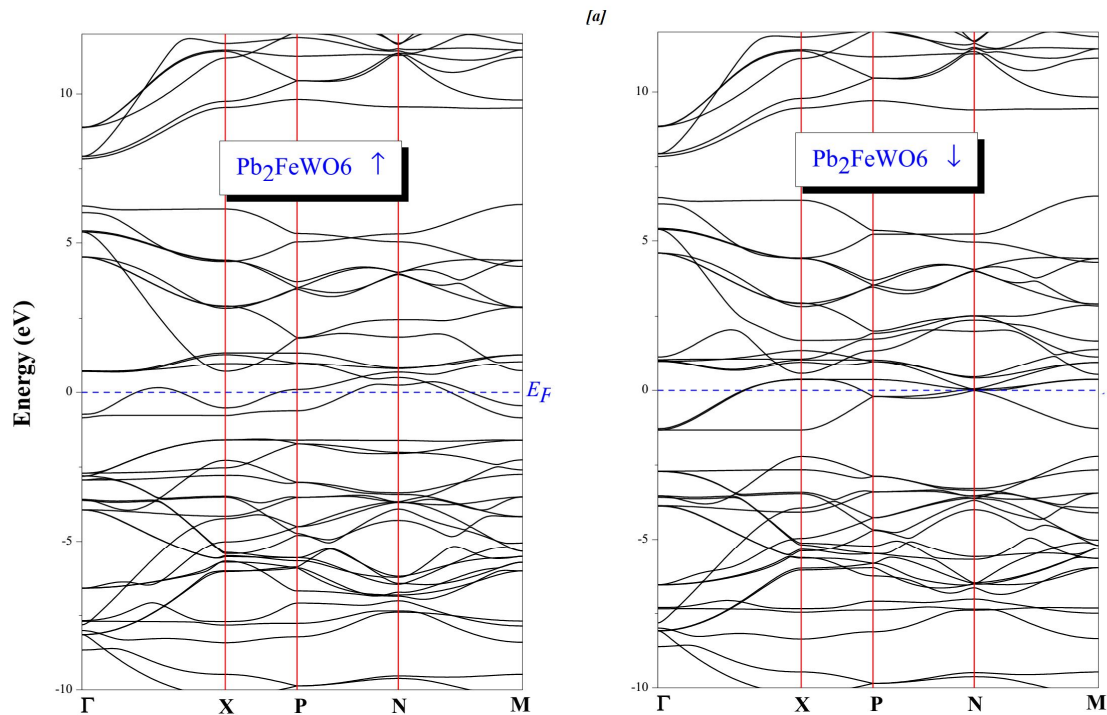 [a]
Energy (eV)
10
5
0
-5
-10
Pb2FeWO6 ↑
EF
Γ X P N M
10
5
0
-5
-10
Pb2FeWO6 ↓
Γ X P N M